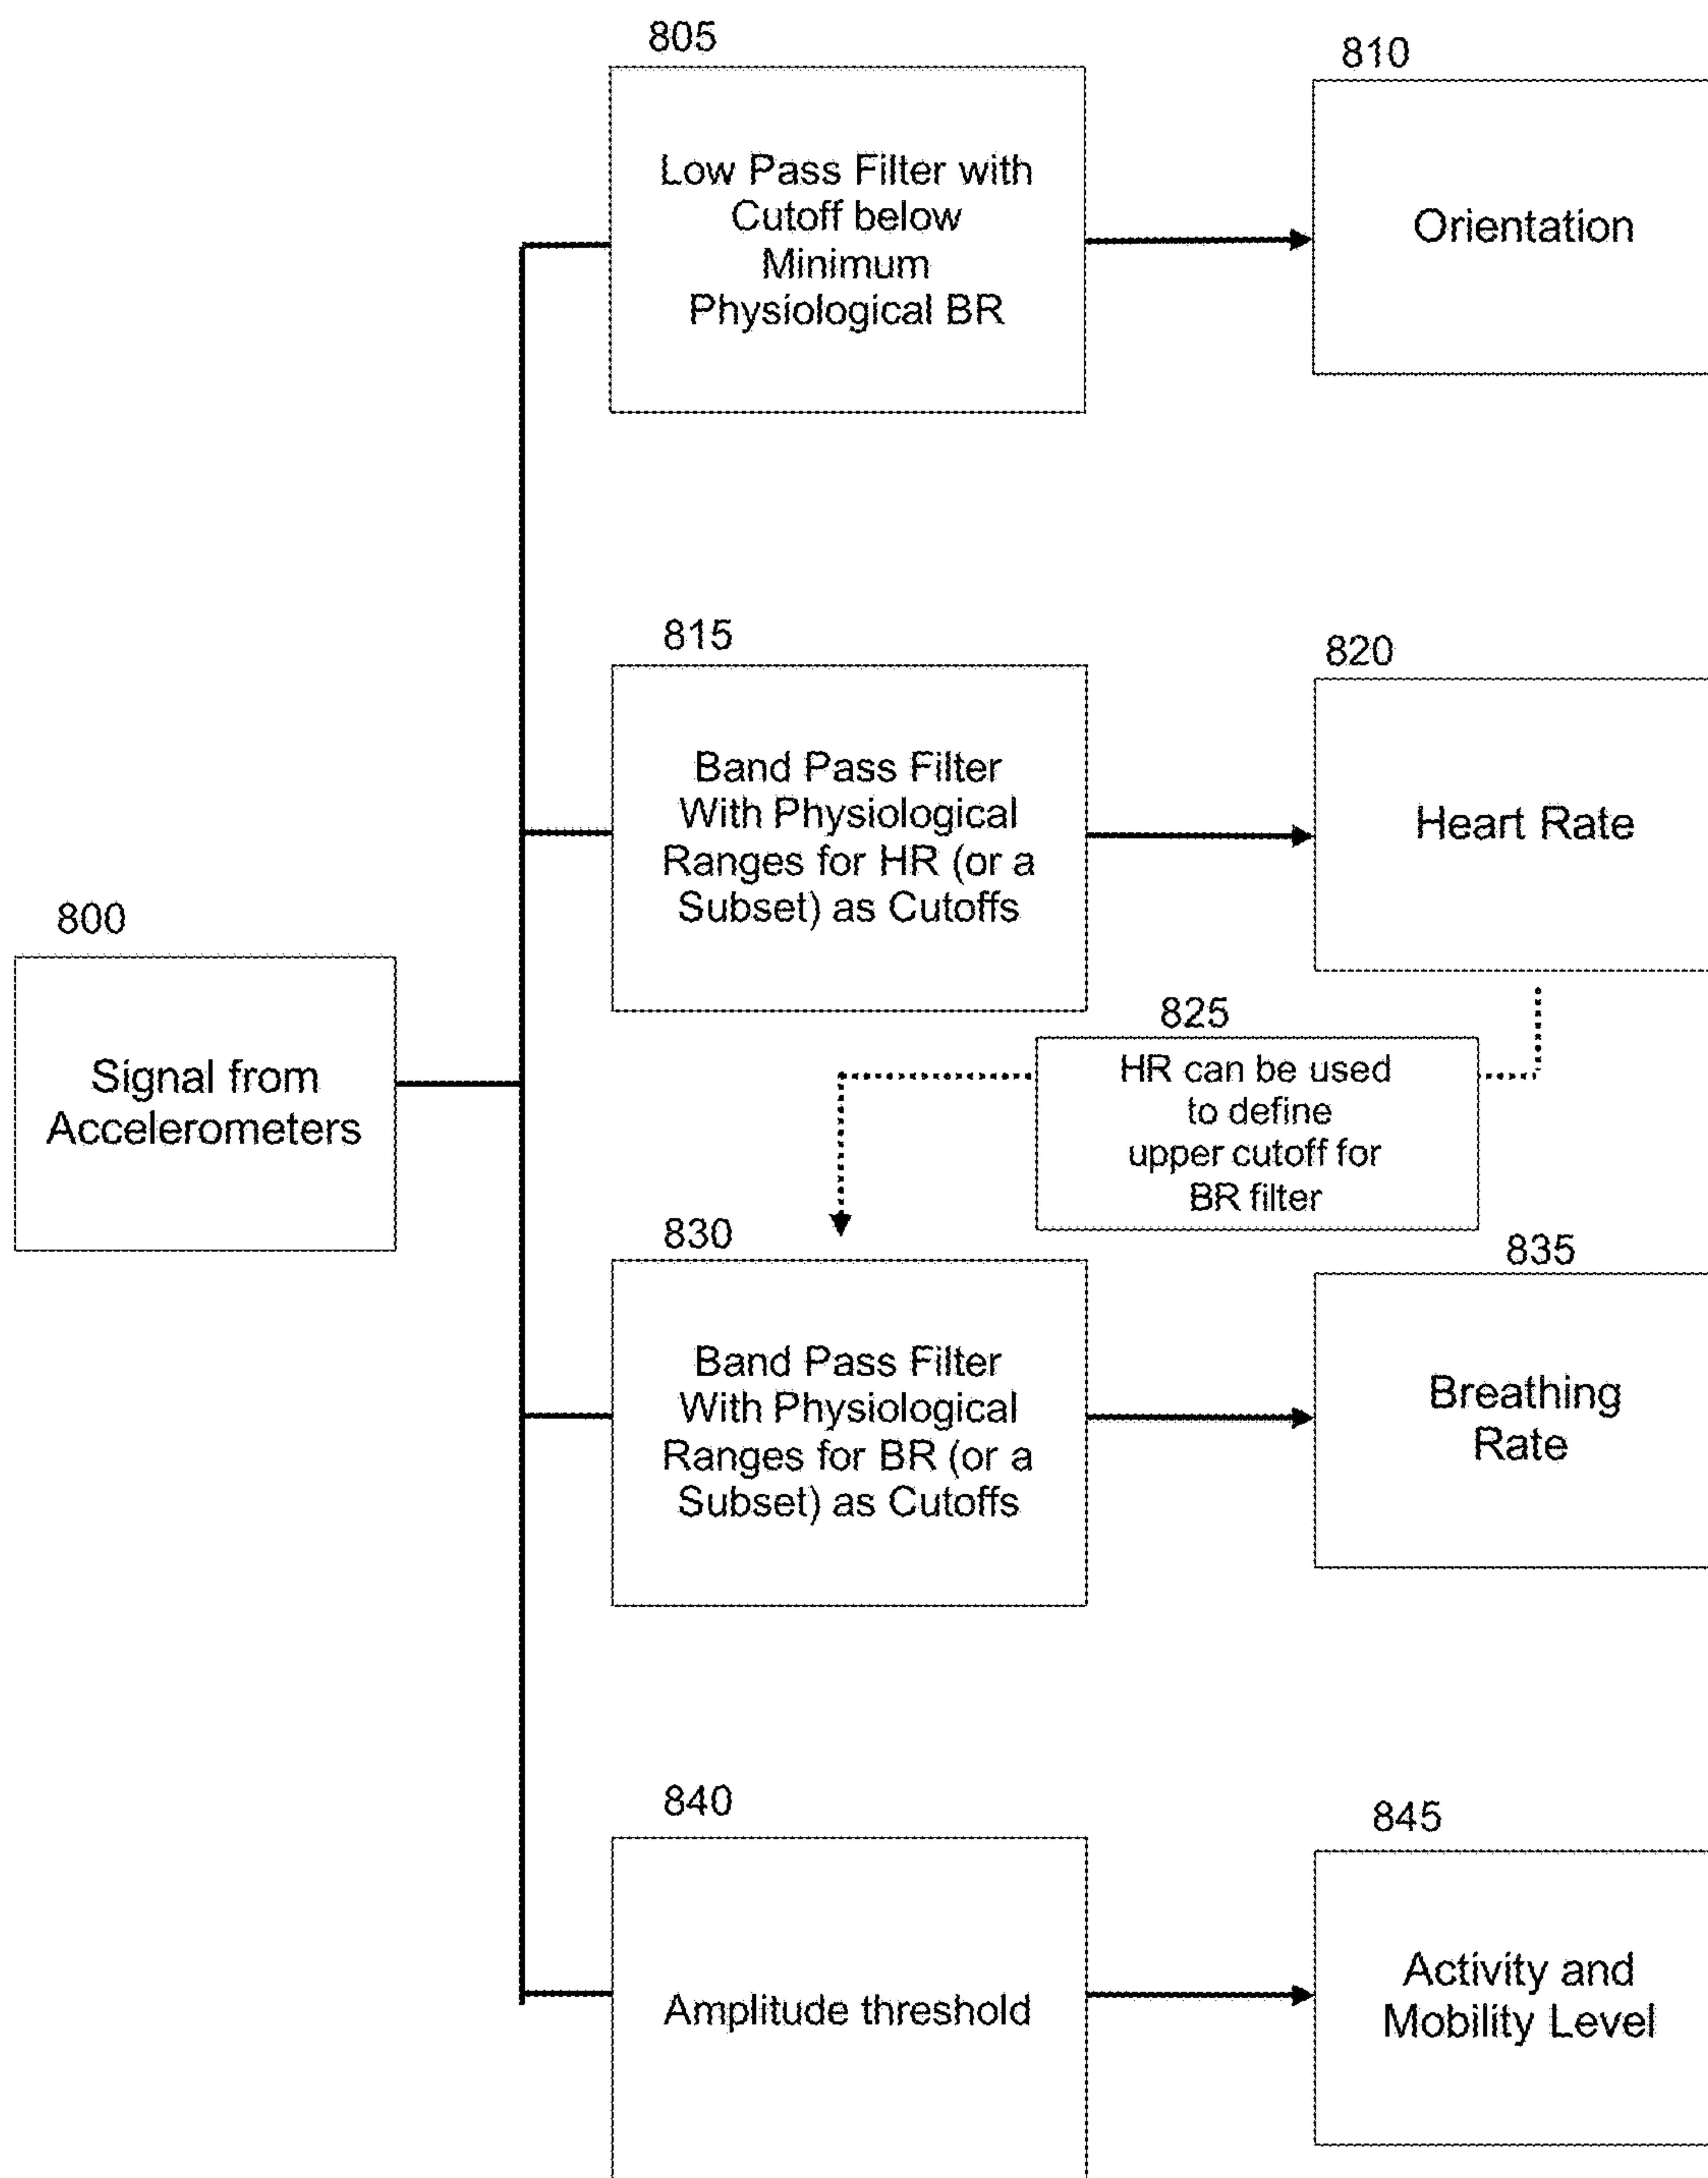 805
Low Pass Filter with
Cutoff below
Minimum
Physiological BR
810
Orientation
815
Band Pass Filter
With Physiological
Ranges for HR (or a
Subset) as Cutoffs
820
Heart Rate
800
Signal from
Accelerometers
825
HR can be used
to define
upper cutoff for
BR filter
830
Band Pass Filter
With Physiological
Ranges for BR (or a
Subset) as Cutoffs
835
Breathing
Rate
840
Amplitude threshold
845
Activity and
Mobility Level